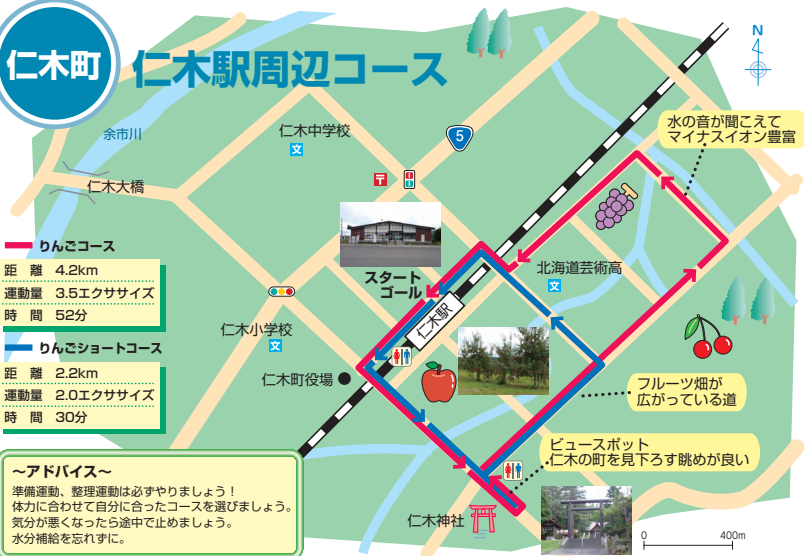 仁木町
仁木駅周辺コース
N
余市川
仁木中学校
文
5
水の音が聞こえて
マイナスイオン豊富
仁木大橋
〒
りんごコース
距離 4.2km
運動量 3.5エクササイズ
時間 52分
スタート
ゴール
北海道芸術高
文
仁木駅
仁木小学校
文
りんごショートコース
距離 2.2km
運動量 2.0エクササイズ
時間 30分
仁木町役場
フルーツ畑が
広がっている道
ビュースポット
仁木の町を見下ろす眺めが良い
～アドバイス～
準備運動、整理運動は必ずやりましょう！
体力に合わせて自分に合ったコースを選びましょう。
気分が悪くなったら途中で止めましょう。
水分補給を忘れずに。
仁木神社
0 400m